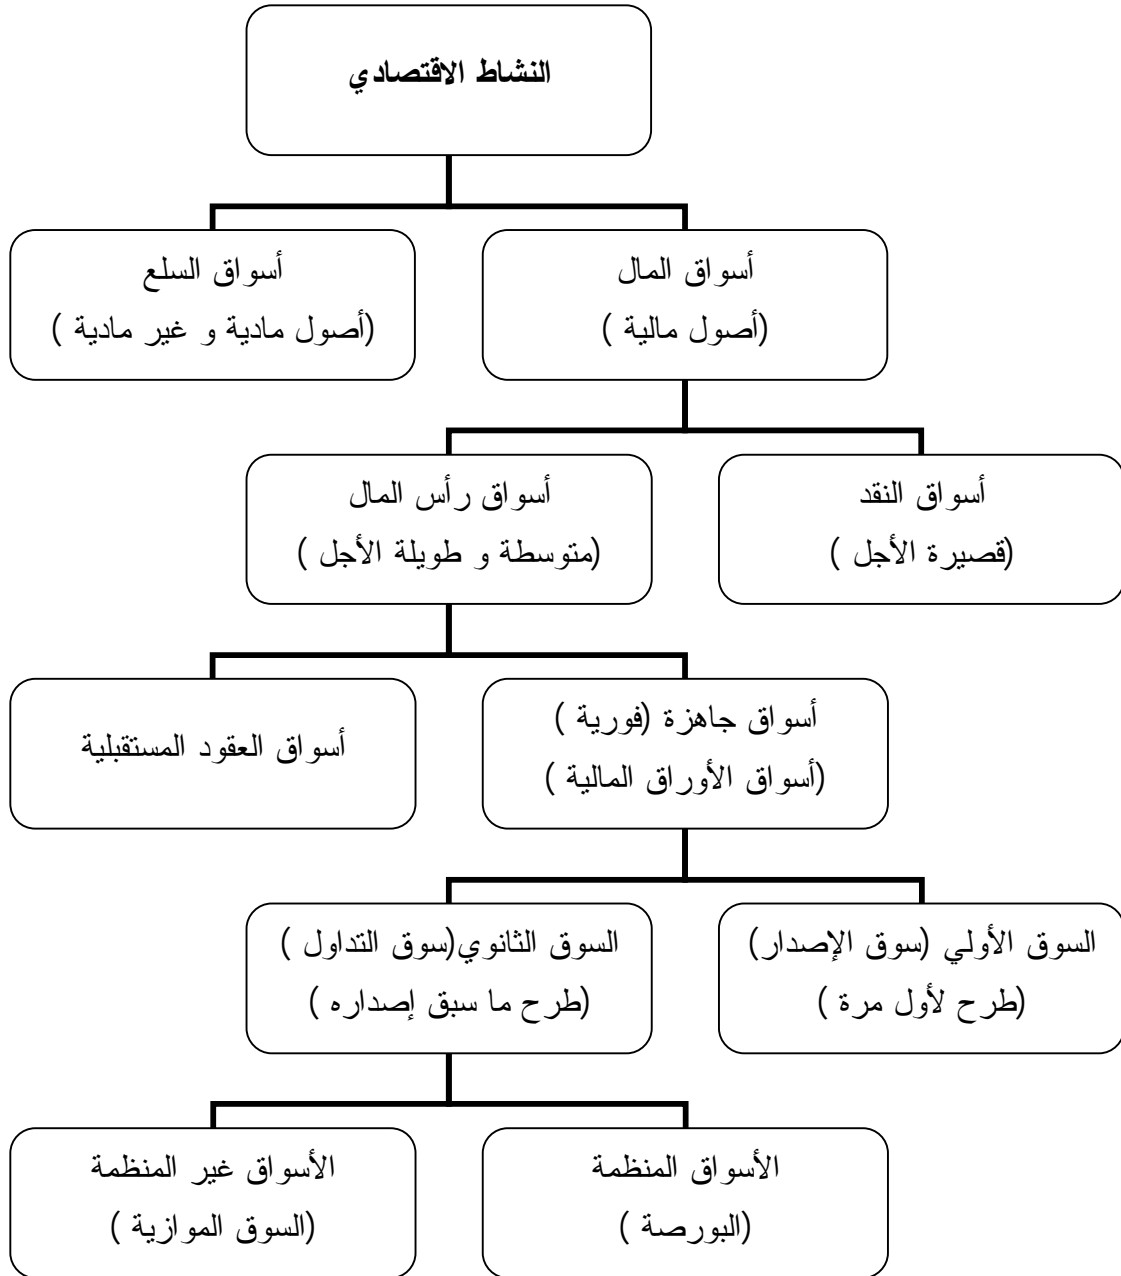 النشاط الاقتصادي
أسواق المال
(أصول مالية )
أسواق السلع
(أصول مادية و غير مادية )
أسواق النقد
(قصيرة الأجل )
أسواق رأس المال
(متوسطة و طويلة الأجل )
أسواق جاهزة (فورية )
(أسواق الأوراق المالية )
أسواق العقود المستقبلية
السوق الأولي (سوق الإصدار)
(طرح لأول مرة )
السوق الثانوي(سوق التداول )
(طرح ما سبق إصداره )
الأسواق المنظمة
(البورصة )
الأسواق غير المنظمة
(السوق الموازية )